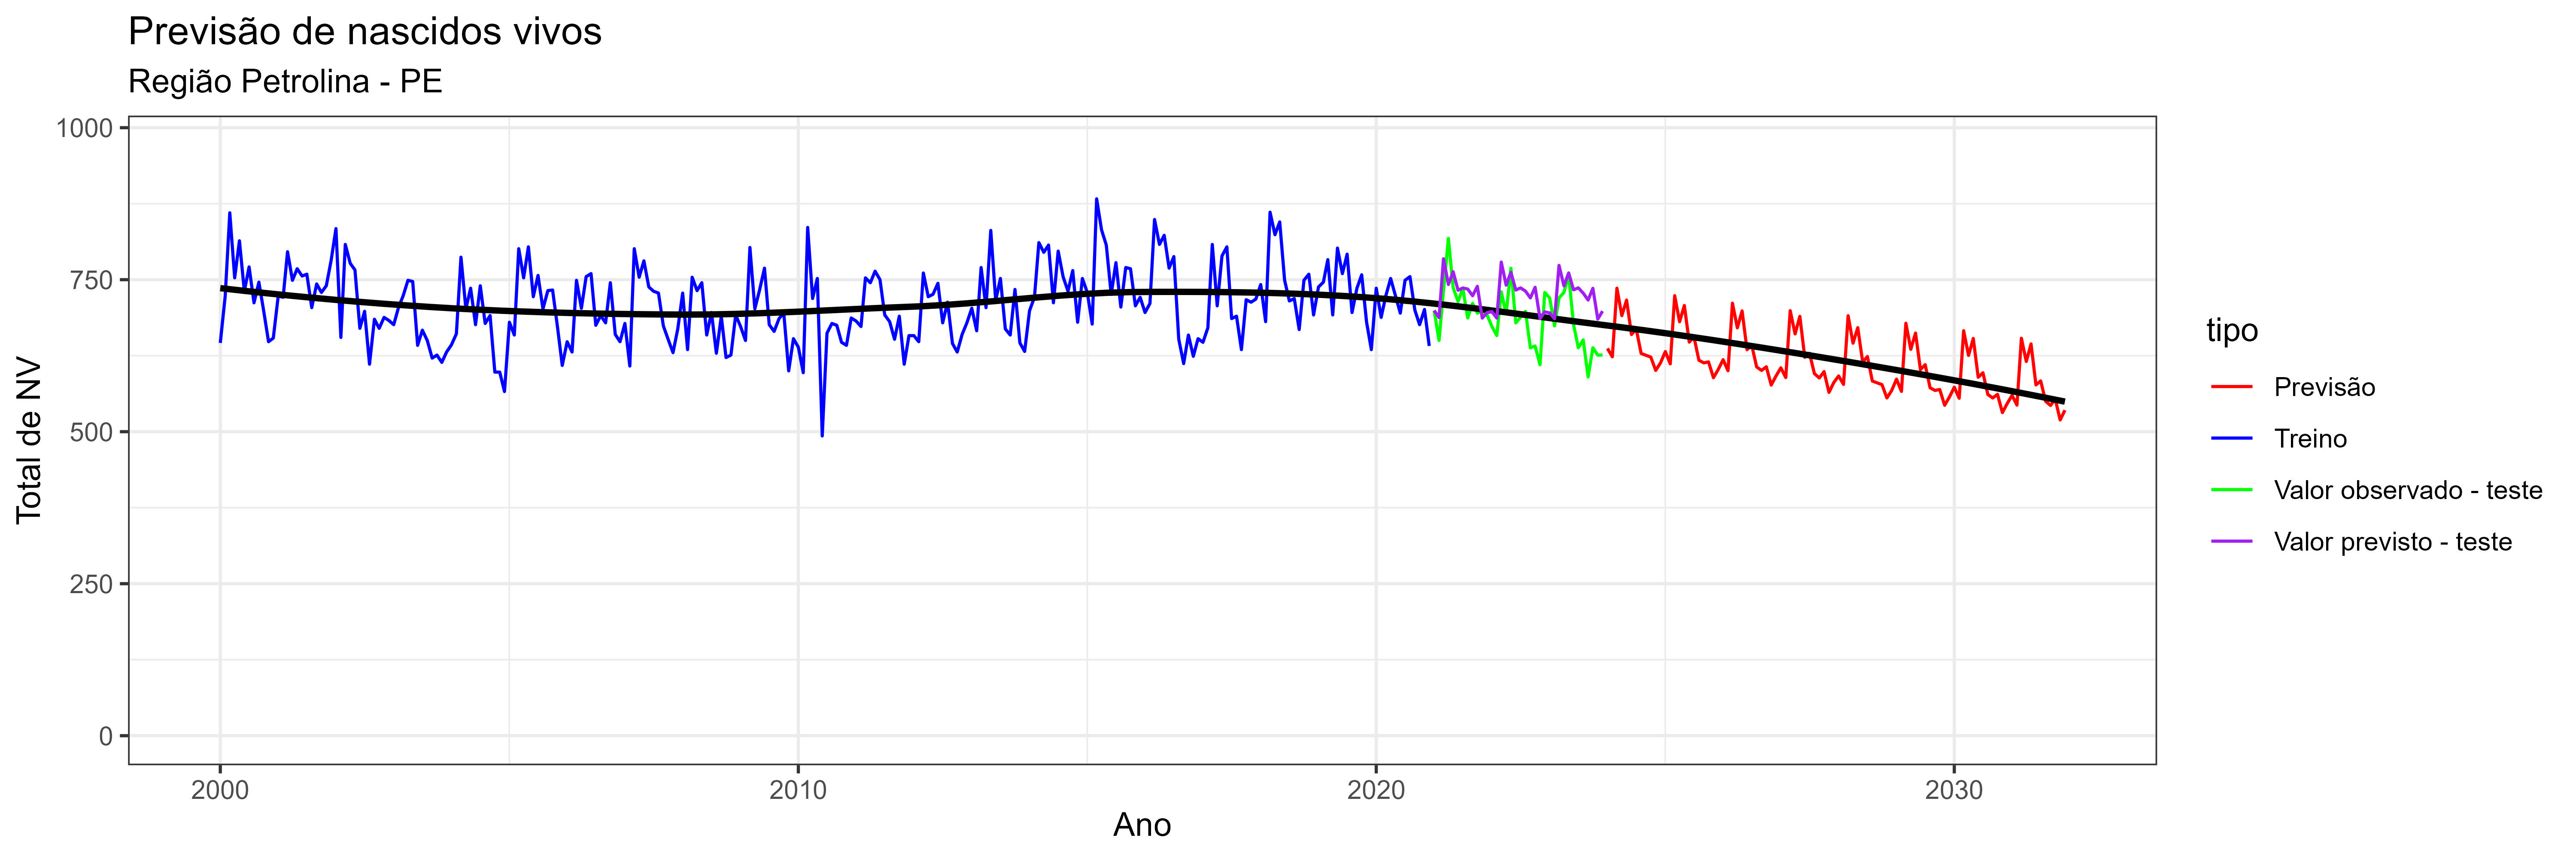 Previsão de nascidos vivos
Região Petrolina - PE
Total de NV
1000
750
500
250
0
2000
2010
2020
2030
Ano
tipo
Previsão
Treino
Valor observado - teste
Valor previsto - teste